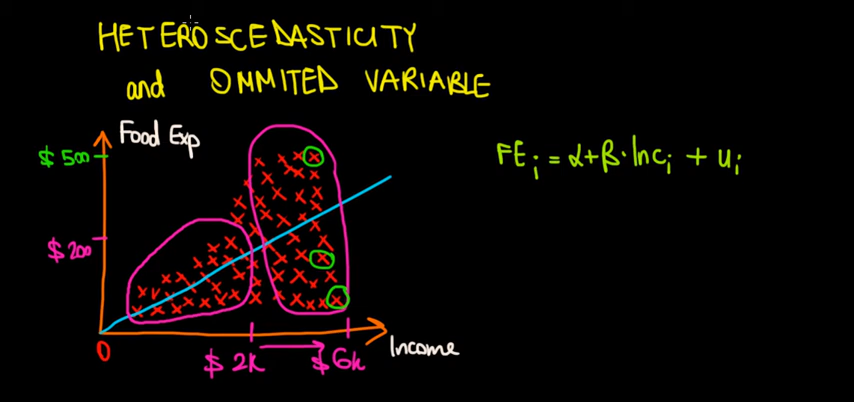 HETEROSCEDASTICITY
and OMMITED VARIABLE
Food Exp
$ 500
FEi = α+β·Inci + ui
$ 200
0
$ 2k $ 6k
Income